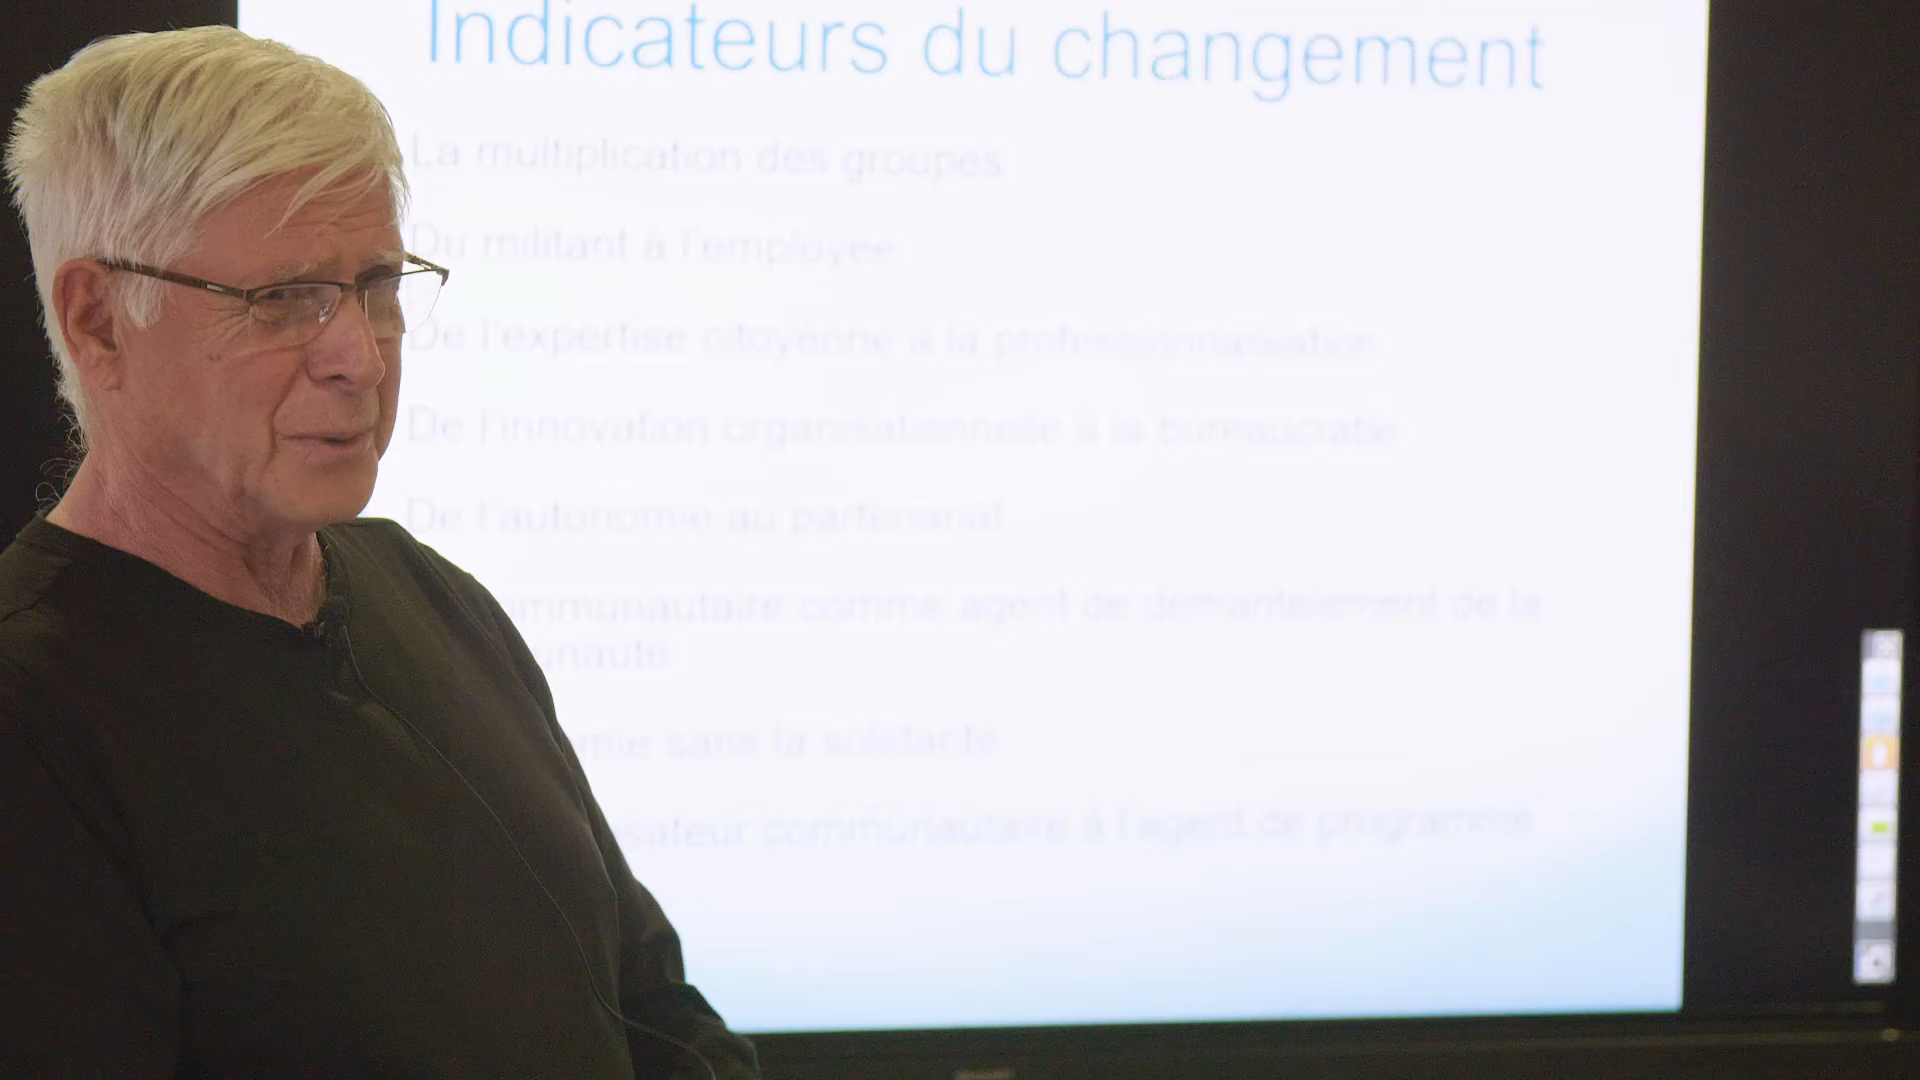 Indicateurs du changement
La multiplication des groupes
Du militant à l'employée
De l'expertise citoyenne à la professionnalisation
De l'innovation organisationnelle à la bureaucratie
De l'autonomie au partenariat
communautaire comme agent de démantèlement de la
sans la solidarité
communautaire à l'agent de programme